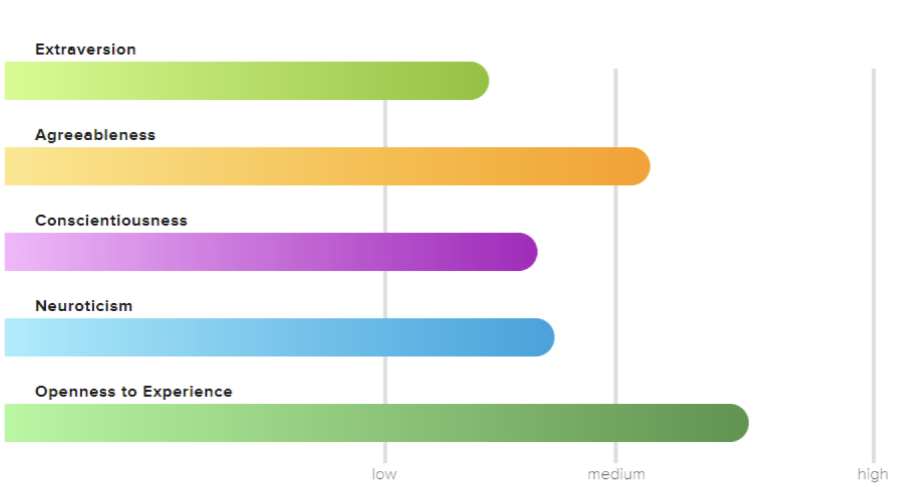 Extraversion
Agreeableness
Conscientiousness
Neuroticism
Openness to Experience
low medium high